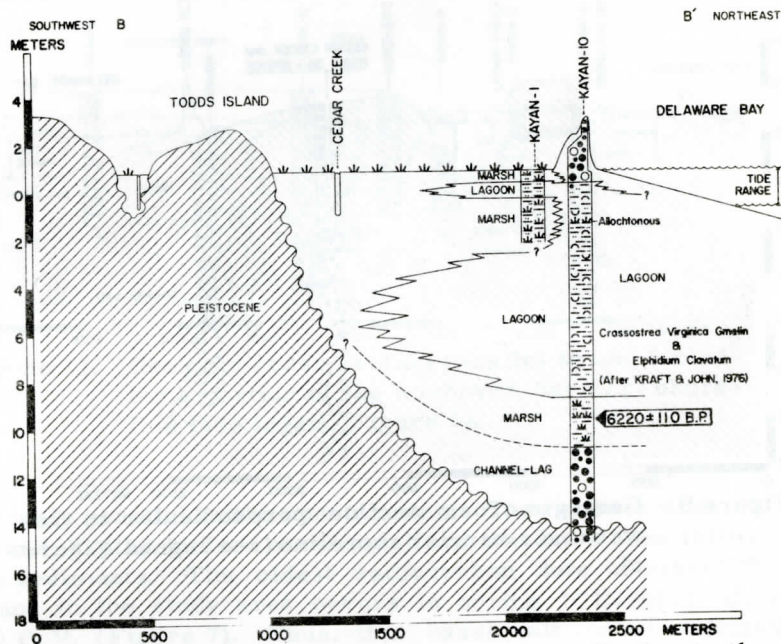 SOUTHWEST B
B' NORTHEAST
METERS
TODDS ISLAND
CEDAR CREEK
KAYAN-1
KAYAN-10
DELAWARE BAY
4
2
0
2
4
6
8
10
12
14
16
18
MARSH
LAGOON
MARSH
?
?
TIDE
RANGE
Allochtonous
PLEISTOCENE
LAGOON
LAGOON
?
Crassostrea Virginica Gmelin
&
Elphidium Clavatum
(After KRAFT & JOHN, 1976)
MARSH
6220 ± 110 B.P.
CHANNEL-LAG
0 500 1000 1500 2000 2500 METERS